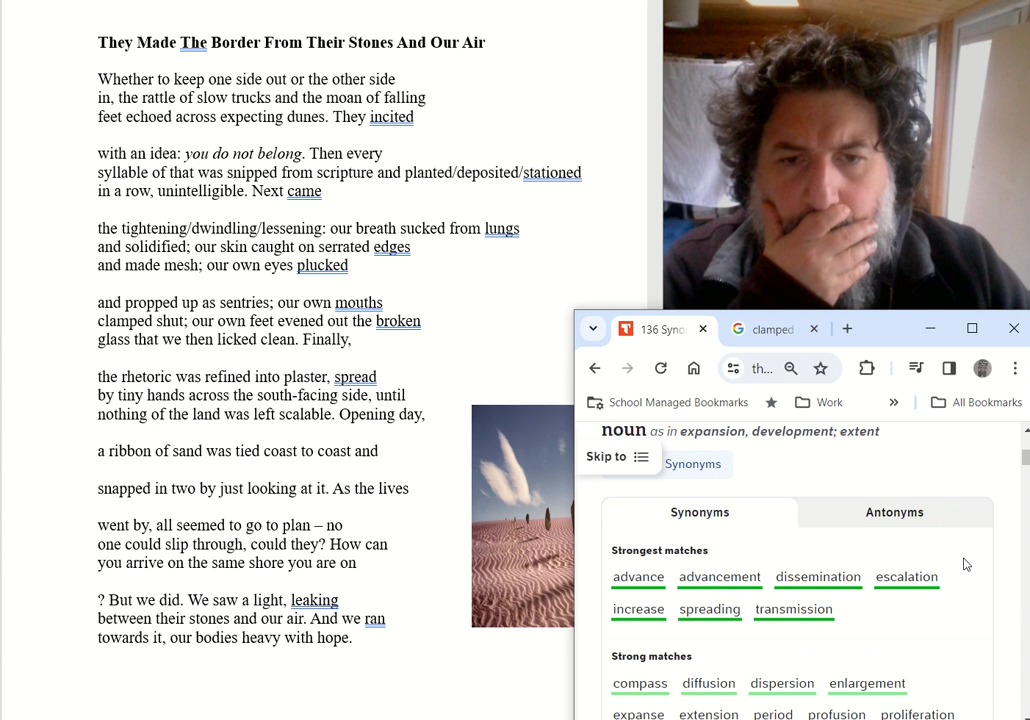 They Made The Border From Their Stones And Our Air
Whether to keep one side out or the other side
in, the rattle of slow trucks and the moan of falling
feet echoed across expecting dunes. They incited
with an idea: you do not belong. Then every
syllable of that was snipped from scripture and planted/deposited/stationed
in a row, unintelligible. Next came
the tightening/dwindling/lessening: our breath sucked from lungs
and solidified; our skin caught on serrated edges
and made mesh; our own eyes plucked
and propped up as sentries; our own mouths
clamped shut; our own feet evened out the broken
glass that we then licked clean. Finally,
the rhetoric was refined into plaster, spread
by tiny hands across the south-facing side, until
nothing of the land was left scalable. Opening day,
a ribbon of sand was tied coast to coast and
snapped in two by just looking at it. As the lives
went by, all seemed to go to plan – no
one could slip through, could they? How can
you arrive on the same shore you are on
? But we did. We saw a light, leaking
between their stones and our air. And we ran
towards it, our bodies heavy with hope.
136 Syno
clamped
th...
School Managed Bookmarks
Work
»
All Bookmarks
noun as in expansion, development; extent
Skip to
Synonyms
Synonyms
Antonyms
Strongest matches
advance advancement dissemination escalation
increase spreading transmission
Strong matches
compass diffusion dispersion enlargement
expanse extension period profusion proliferation